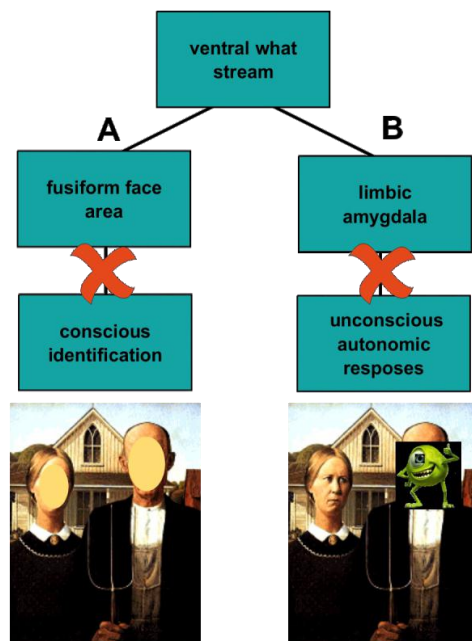 ventral what
stream
A
B
fusiform face
area
limbic
amygdala
conscious
identification
unconscious
autonomic
resposes